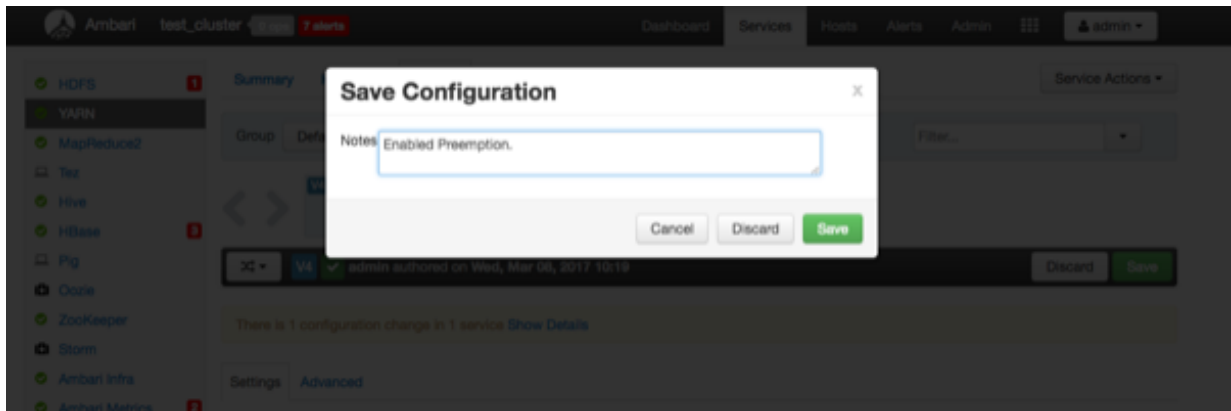 Ambari test_cluster 7 alerts Dashboard Services Hosts Alerts Admin admin
HDFS 1
YARN
MapReduce2
Tez
Hive
HBase
Pig
Oozie
ZooKeeper
Storm
Ambari Infra
Ambari Metrics 2
Summary Service Actions
Group Filter...
Save Configuration X
Notes Enabled Preemption.
Cancel Discard Save
V4 admin authored on Wed, Mar 08, 2017 10:19 Discard Save
There is 1 configuration change in 1 service Show Details
Settings Advanced